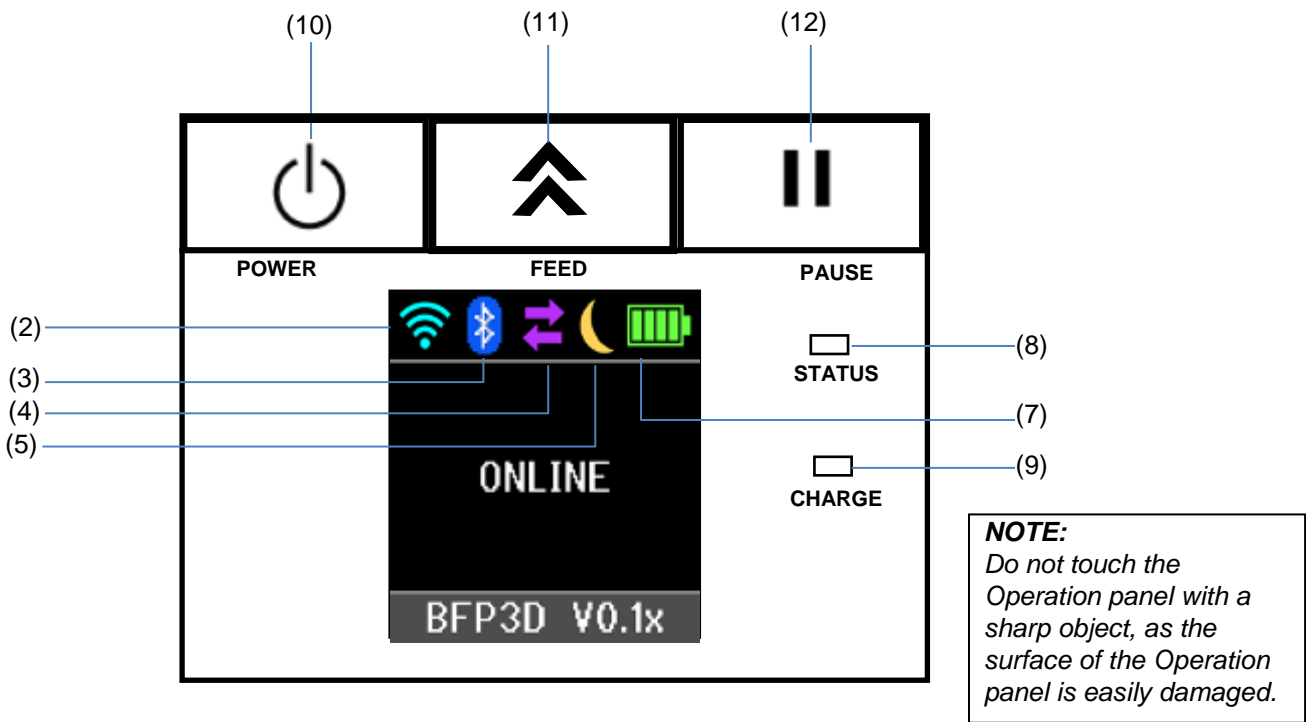 (10) (11) (12)
POWER FEED PAUSE
(2)
(3)
(4)
(5)
(8)
STATUS
(7)
(9)
CHARGE
ONLINE
BFP3D V0.1x
NOTE:
Do not touch the
Operation panel with a
sharp object, as the
surface of the Operation
panel is easily damaged.